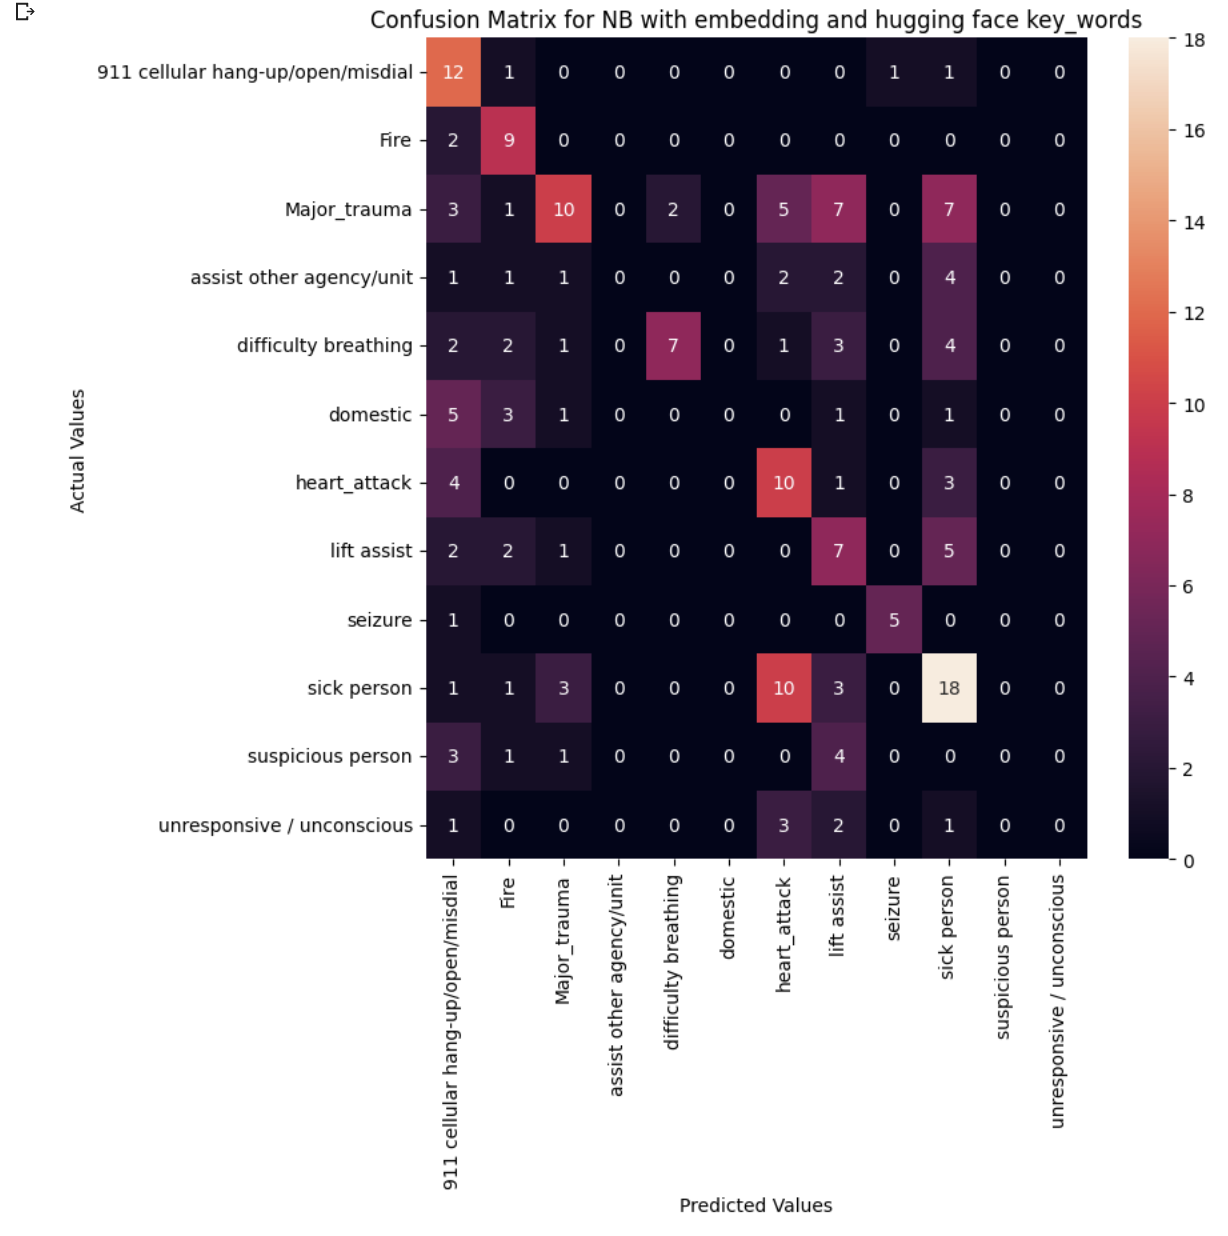 Confusion Matrix for NB with embedding and hugging face key_words
911 cellular hang-up/open/misdial 12 1 0 0 0 0 0 0 1 1 0 0
Fire 2 9 0 0 0 0 0 0 0 0 0 0
Major_trauma 3 1 10 0 2 0 5 7 0 7 0 0
assist other agency/unit 1 1 1 0 0 0 2 2 0 4 0 0
difficulty breathing 2 2 1 0 7 0 1 3 0 4 0 0
domestic 5 3 1 0 0 0 0 1 0 1 0 0
heart_attack 4 0 0 0 0 0 10 1 0 3 0 0
lift assist 2 2 1 0 0 0 0 7 0 5 0 0
seizure 1 0 0 0 0 0 0 0 5 0 0 0
sick person 1 1 3 0 0 0 10 3 0 18 0 0
suspicious person 3 1 1 0 0 0 0 4 0 0 0 0
unresponsive / unconscious 1 0 0 0 0 0 3 2 0 1 0 0
Actual Values
911 cellular hang-up/open/misdial
Fire
Major_trauma
assist other agency/unit
difficulty breathing
domestic
heart_attack
lift assist
seizure
sick person
suspicious person
unresponsive / unconscious
Predicted Values
18
16
14
12
10
8
6
4
2
0